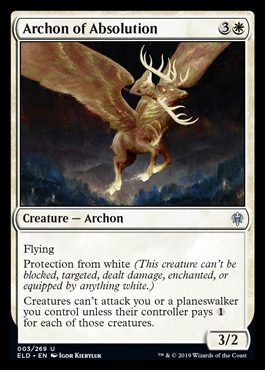 Archon of Absolution 3
Creature — Archon
Flying
Protection from white (This creature can't be
blocked, targeted, dealt damage, enchanted, or
equipped by anything white.)
Creatures can't attack you or a planeswalker
you control unless their controller pays 1
for each of those creatures.
3/2
003/269 U
ELD • EN Igor Kieryluk
™ & © 2019 Wizards of the Coast